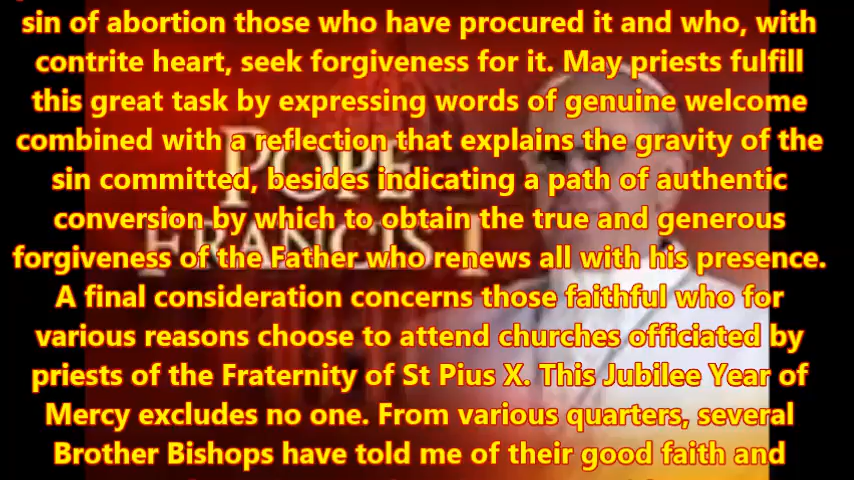 sin of abortion those who have procured it and who, with
contrite heart, seek forgiveness for it. May priests fulfill
this great task by expressing words of genuine welcome
combined with a reflection that explains the gravity of the
sin committed, besides indicating a path of authentic
conversion by which to obtain the true and generous
forgiveness of the Father who renews all with his presence.
A final consideration concerns those faithful who for
various reasons choose to attend churches officiated by
priests of the Fraternity of St Pius X. This Jubilee Year of
Mercy excludes no one. From various quarters, several
Brother Bishops have told me of their good faith and
POPE
FRANCIS I